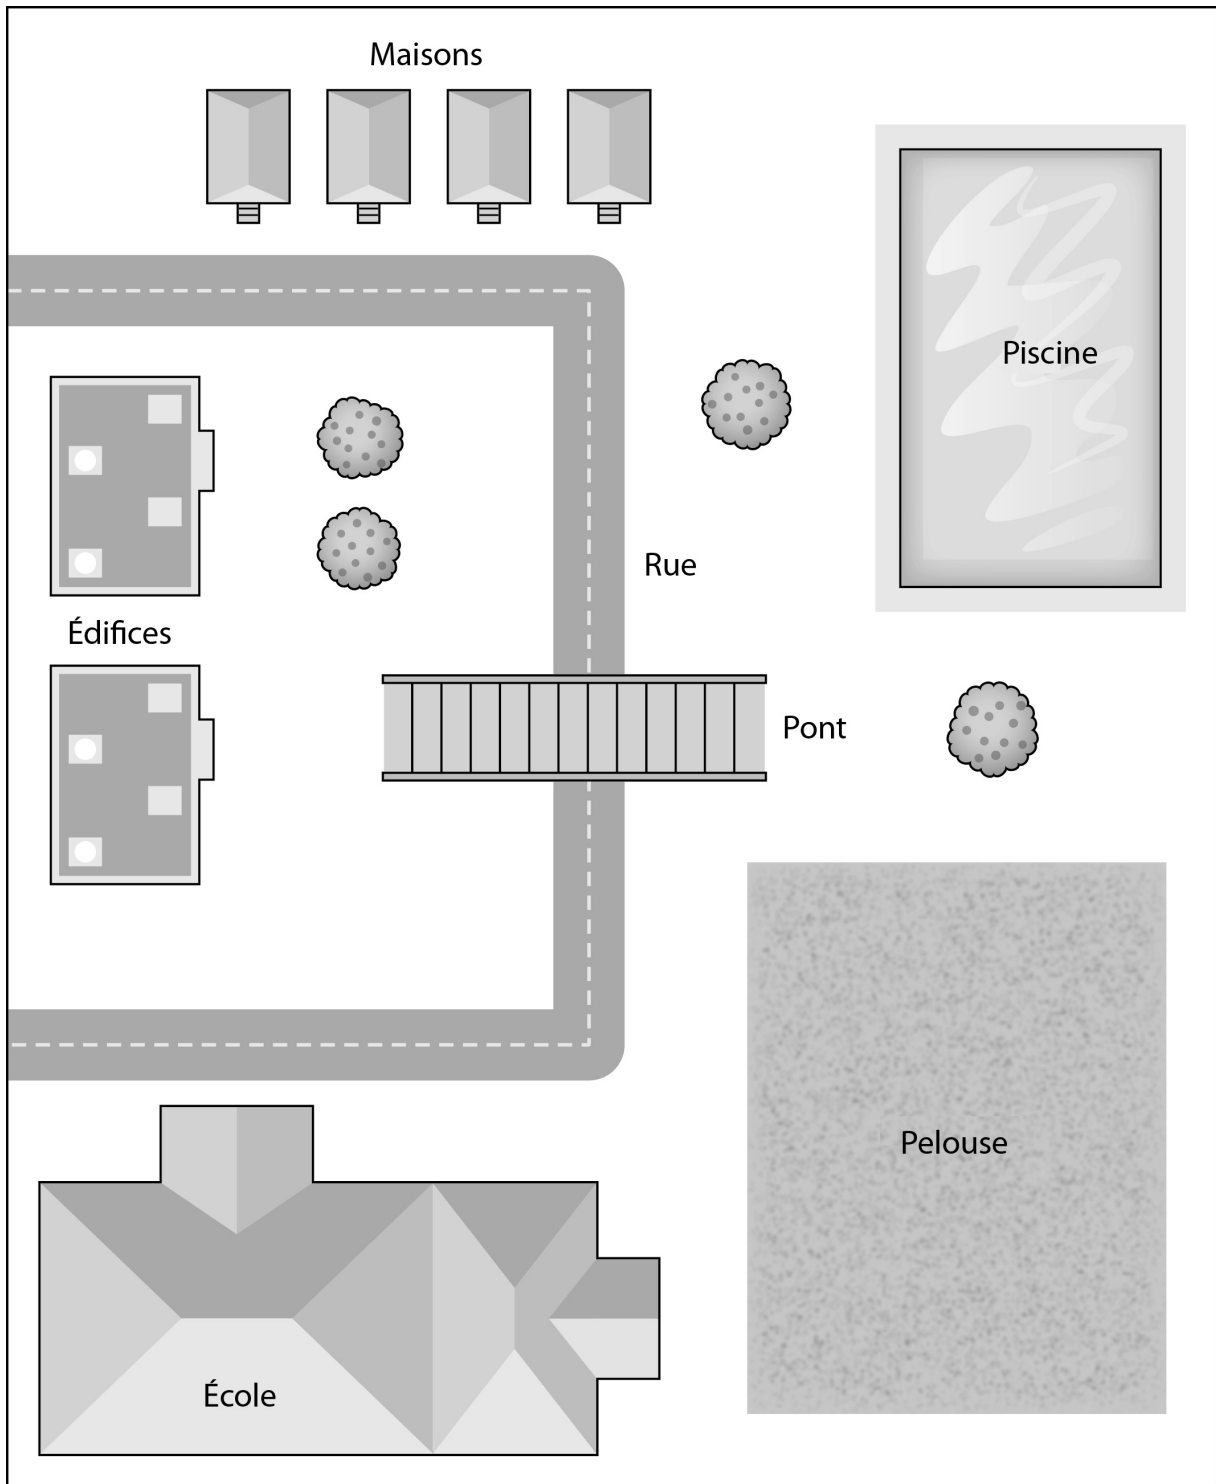 Maisons
Piscine
Rue
Édifices
Pont
Pelouse
École